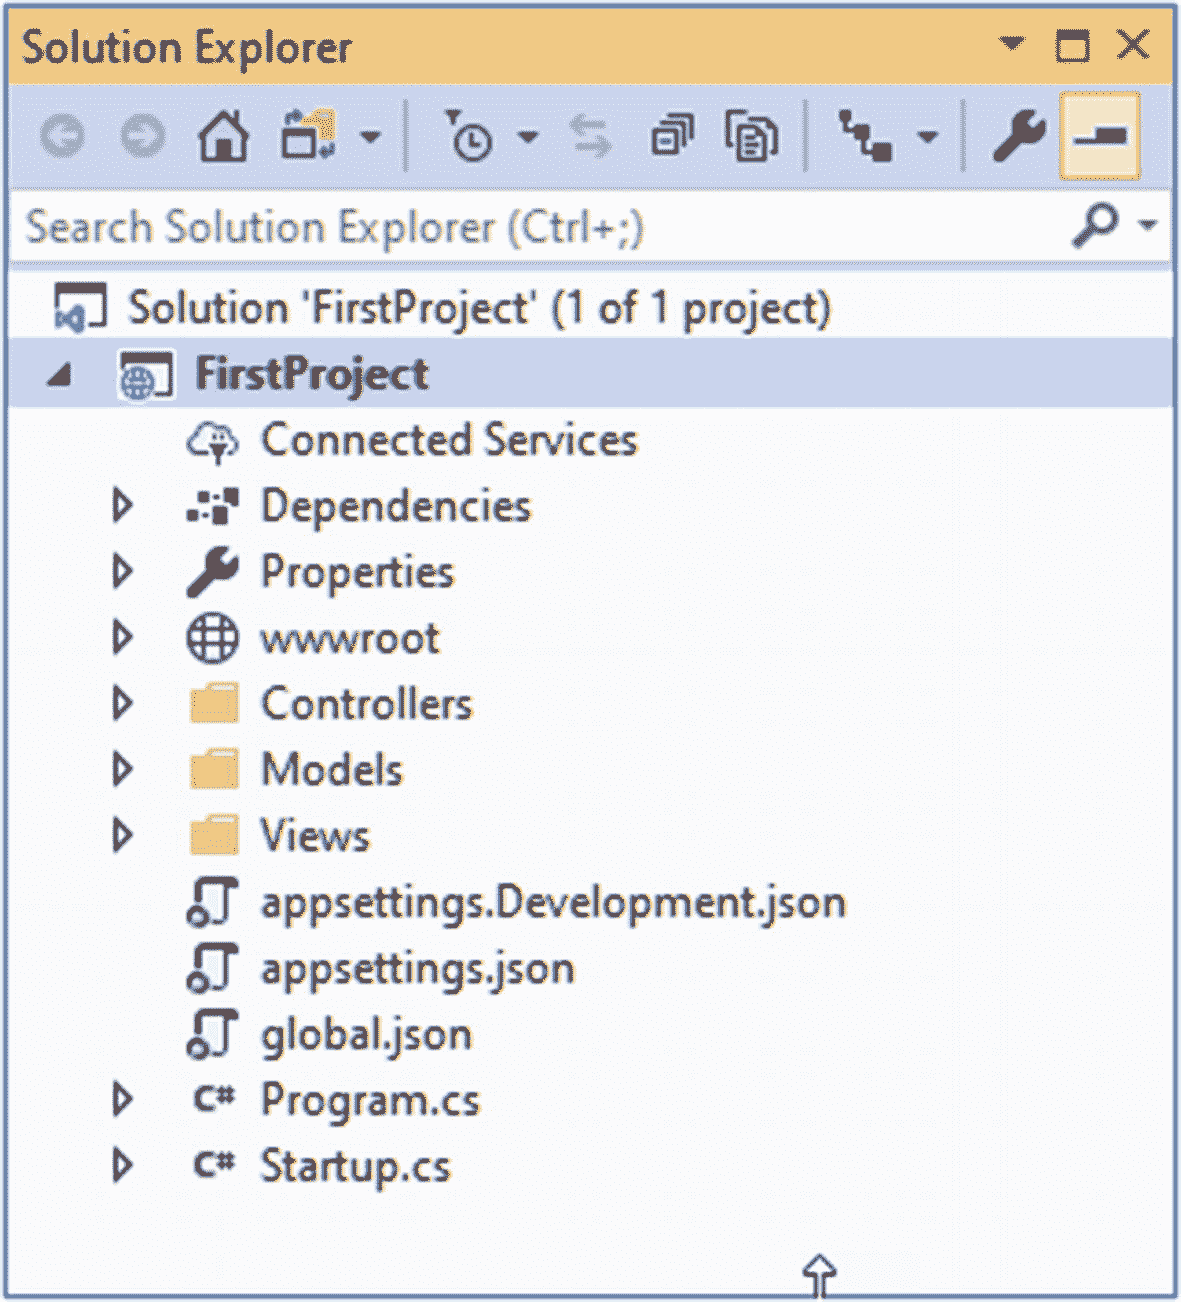 Solution Explorer
Search Solution Explorer (Ctrl+;)
Solution 'FirstProject' (1 of 1 project)
FirstProject
Connected Services
Dependencies
Properties
wwwroot
Controllers
Models
Views
appsettings.Development.json
appsettings.json
global.json
C# Program.cs
C# Startup.cs